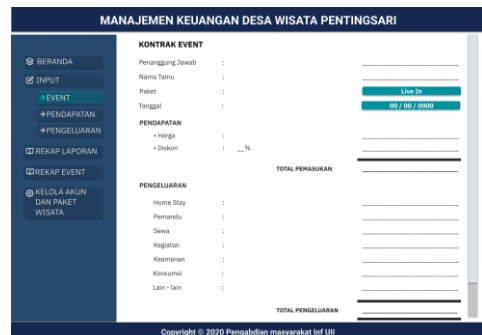 MANAJEMEN KEUANGAN DESA WISATA PENTINGSARI
BERANDA
INPUT
→EVENT
→PENDAPATAN
→PENGELUARAN
REKAP LAPORAN
REKAP EVENT
KELOLA AKUN
DAN PAKET
WISATA
KONTRAK EVENT
Penanggung Jawab :
Nama Tamu :
Paket : Live In
Tanggal : 00 / 00 / 0000
PENDAPATAN
• Harga :
• Diskon : __%
TOTAL PEMASUKAN
PENGELUARAN
Home Stay :
Pemandu :
Sewa :
Kegiatan :
Keamanan :
Konsumsi :
Lain - lain :
TOTAL PENGELUARAN
Copyright © 2020 Pengabdian masyarakat Inf UII